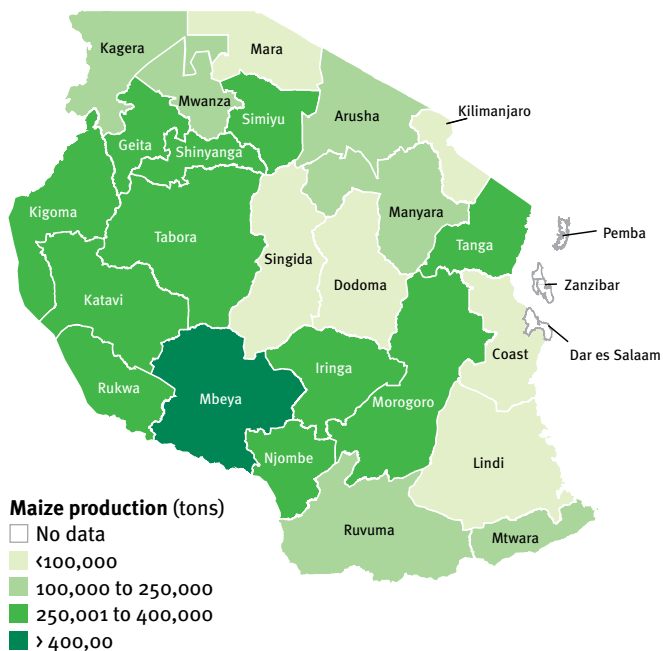 Kagera
Mara
Mwanza
Simiyu
Arusha
Kilimanjaro
Geita
Shinyanga
Kigoma
Tabora
Manyara
Tanga
Pemba
Singida
Dodoma
Zanzibar
Katavi
Dar es Salaam
Coast
Rukwa
Mbeya
Iringa
Morogoro
Njombe
Lindi
Ruvuma
Mtwara
Maize production (tons)
No data
<100,000
100,000 to 250,000
250,001 to 400,000
> 400,00